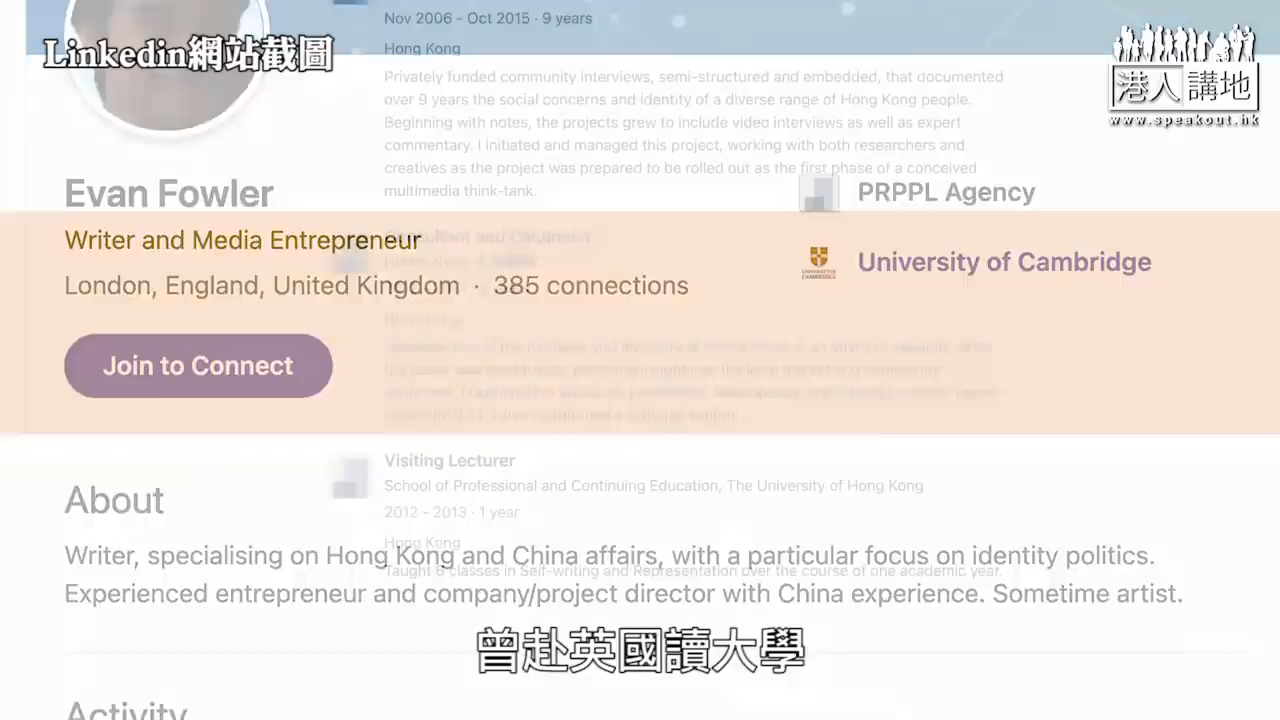 Linkedin網站截圖
港人講地
www.speakout.hk
Nov 2006 - Oct 2015 · 9 years
Hong Kong
Privately funded community interviews, semi-structured and embedded, that documented
over 9 years the social concerns and identity of a diverse range of Hong Kong people.
Beginning with notes, the projects grew to include video interviews as well as expert
commentary. I initiated and managed this project, working with both researchers and
creatives as the project was prepared to be rolled out as the first phase of a conceived
multimedia think-tank.
Evan Fowler
Writer and Media Entrepreneur
London, England, United Kingdom · 385 connections
Join to Connect
PRPPL Agency
University of Cambridge
Visiting Lecturer
School of Professional and Continuing Education, The University of Hong Kong
2012 - 2013 · 1 year
Hong Kong
Taught 6 classes in Self-writing and Representation over the course of one academic year.
About
Writer, specialising on Hong Kong and China affairs, with a particular focus on identity politics.
Experienced entrepreneur and company/project director with China experience. Sometime artist.
曾赴英國讀大學
Activity